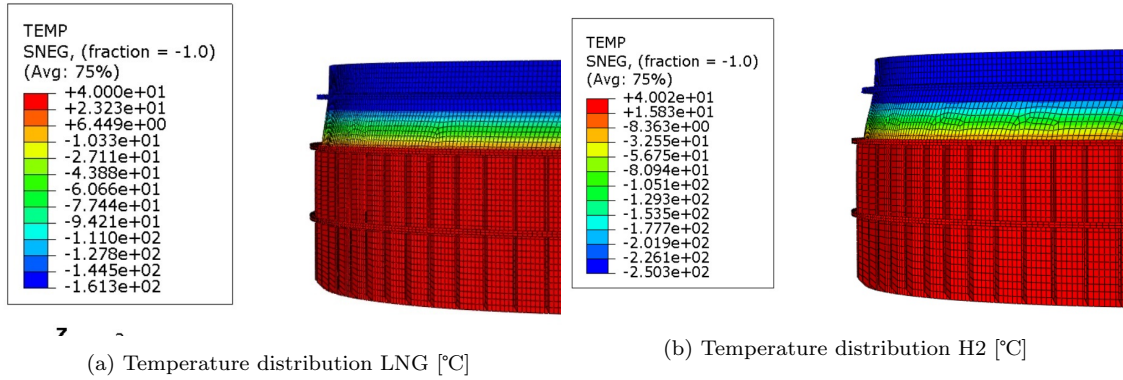 TEMP
SNEG, (fraction = -1.0)
(Avg: 75%)
+4.000e+01
+2.323e+01
+6.449e+00
-1.033e+01
-2.711e+01
-4.388e+01
-6.066e+01
-7.744e+01
-9.421e+01
-1.110e+02
-1.278e+02
-1.445e+02
-1.613e+02
(a) Temperature distribution LNG [°C]
TEMP
SNEG, (fraction = -1.0)
(Avg: 75%)
+4.002e+01
+1.583e+01
-8.363e+00
-3.255e+01
-5.675e+01
-8.094e+01
-1.051e+02
-1.293e+02
-1.535e+02
-1.777e+02
-2.019e+02
-2.261e+02
-2.503e+02
(b) Temperature distribution H2 [°C]